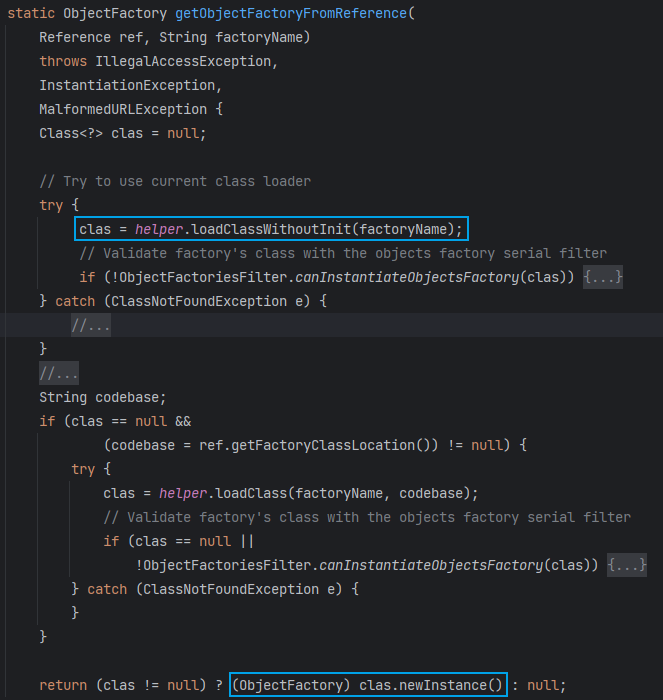 static ObjectFactory getObjectFactoryFromReference(
    Reference ref, String factoryName)
    throws IllegalAccessException,
    InstantiationException,
    MalformedURLException {
    Class<?> clas = null;

    // Try to use current class loader
    try {
         clas = helper.loadClassWithoutInit(factoryName);
         // Validate factory's class with the objects factory serial filter
         if (!ObjectFactoriesFilter.canInstantiateObjectsFactory(clas)) {...}
    } catch (ClassNotFoundException e) {
        //...
    }
    //...
    String codebase;
    if (clas == null &&
            (codebase = ref.getFactoryClassLocation()) != null) {
        try {
            clas = helper.loadClass(factoryName, codebase);
            // Validate factory's class with the objects factory serial filter
            if (clas == null ||
                !ObjectFactoriesFilter.canInstantiateObjectsFactory(clas)) {...}
        } catch (ClassNotFoundException e) {
        }
    }

    return (clas != null) ? (ObjectFactory) clas.newInstance() : null;